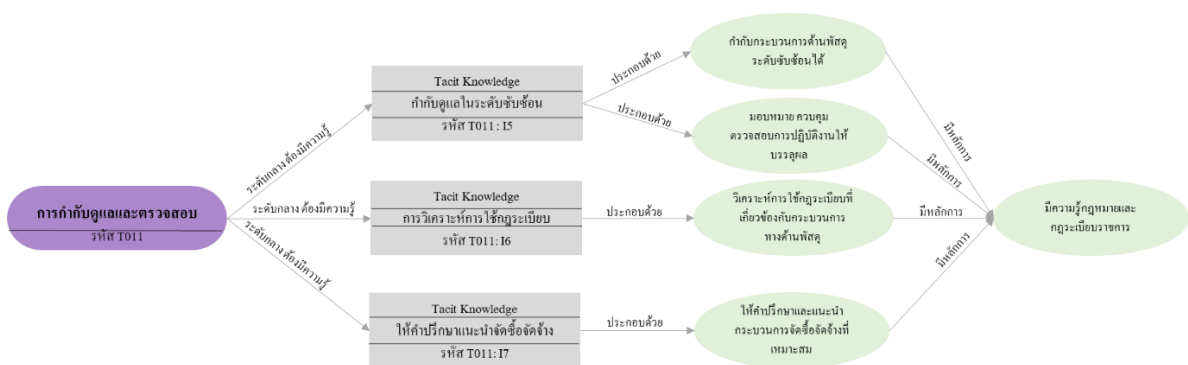 การกำกับดูแลและตรวจสอบ
รหัส T011
ระดับกลาง ต้องมีความรู้
ระดับกลาง ต้องมีความรู้
ระดับกลาง ต้องมีความรู้
Tacit Knowledge
กำกับดูแลในระดับซับซ้อน
รหัส T011 : I5
Tacit Knowledge
การวิเคราะห์การใช้กฎระเบียบ
รหัส T011: I6
Tacit Knowledge
ให้คำปรึกษาแนะนำจัดซื้อจัดจ้าง
รหัส T011: I7
ประกอบด้วย
ประกอบด้วย
ประกอบด้วย
ประกอบด้วย
กำกับกระบวนการด้านพัสดุ
ระดับซับซ้อนได้
มอบหมาย ควบคุม
ตรวจสอบการปฏิบัติงานให้
บรรลุผล
วิเคราะห์การใช้กฎระเบียบที่
เกี่ยวข้องกับกระบวนการ
ทางด้านพัสดุ
ให้คำปรึกษาและแนะนำ
กระบวนการจัดซื้อจัดจ้างที่
เหมาะสม
มีหลักการ
มีหลักการ
มีหลักการ
มีหลักการ
มีความรู้กฎหมายและ
กฎระเบียบราชการ